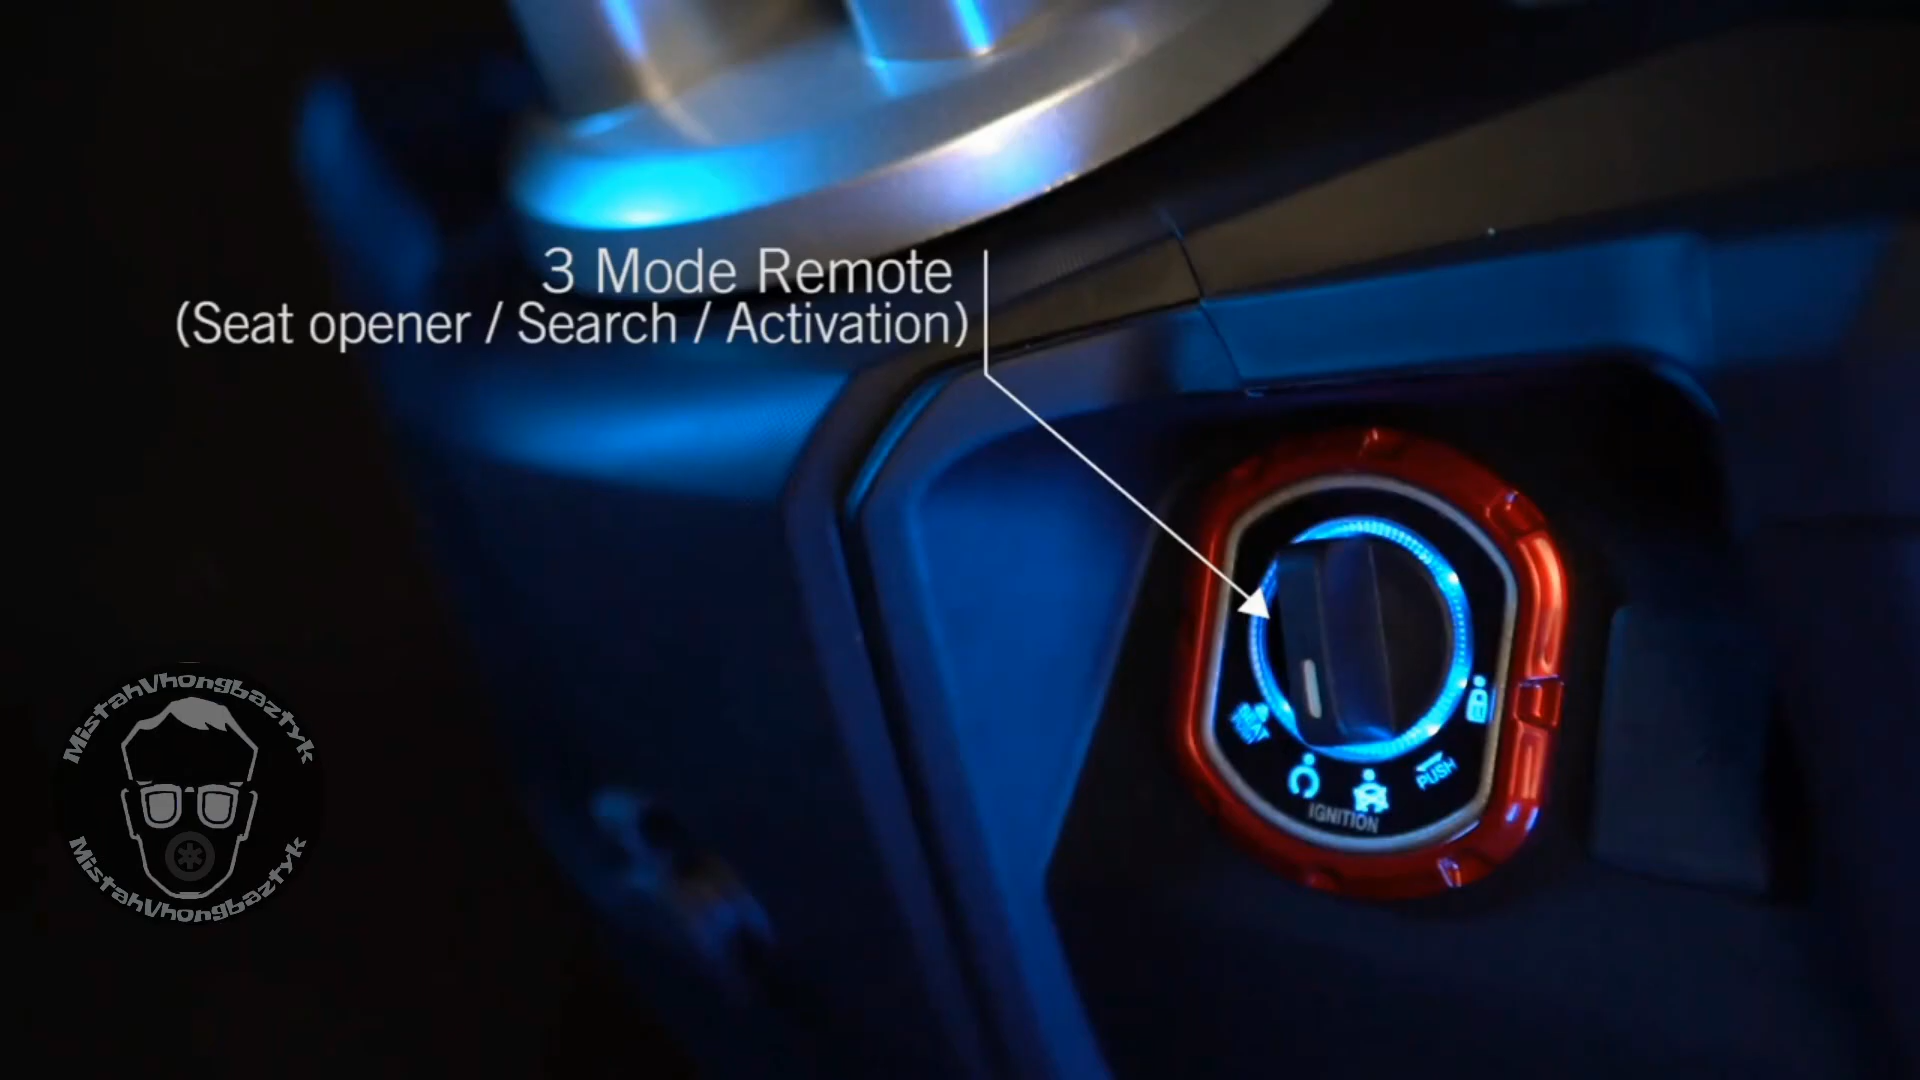 3 Mode Remote
(Seat opener / Search / Activation)
MistahVhongbaztyk
MistahVhongbaztyk
SEAT
PUSH
IGNITION